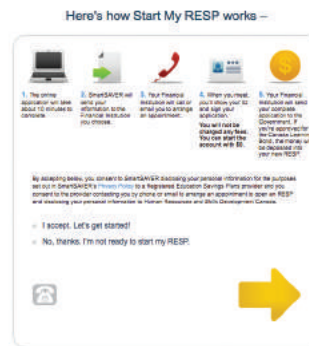 Here's how Start My RESP works –
1. The online
application will take
about 10 minutes to
complete.
2. SmartSAVER will
send your
information to the
Financial Institution
you choose.
3. Your Financial
Institution will call or
email you to arrange
an appointment.
4. When you meet,
you'll show your ID
and sign your
application.
You will not be
charged any fees.
You can start the
account with $0.
5. Your Financial
Institution will send
your complete
application to the
Government. If
you're approved for
the Canada Learning
Bond, the money will
be deposited into
your new RESP.
By accepting below, you consent to SmartSAVER disclosing your personal information for the purposes
set out in SmartSAVER's Privacy Policy to a Registered Education Savings Plans provider and you
consent to the provider contacting you by phone or email to arrange an appointment to open an RESP
and disclosing your personal information to Human Resources and Skills Development Canada.
I accept. Let's get started!
No, thanks. I'm not ready to start my RESP.